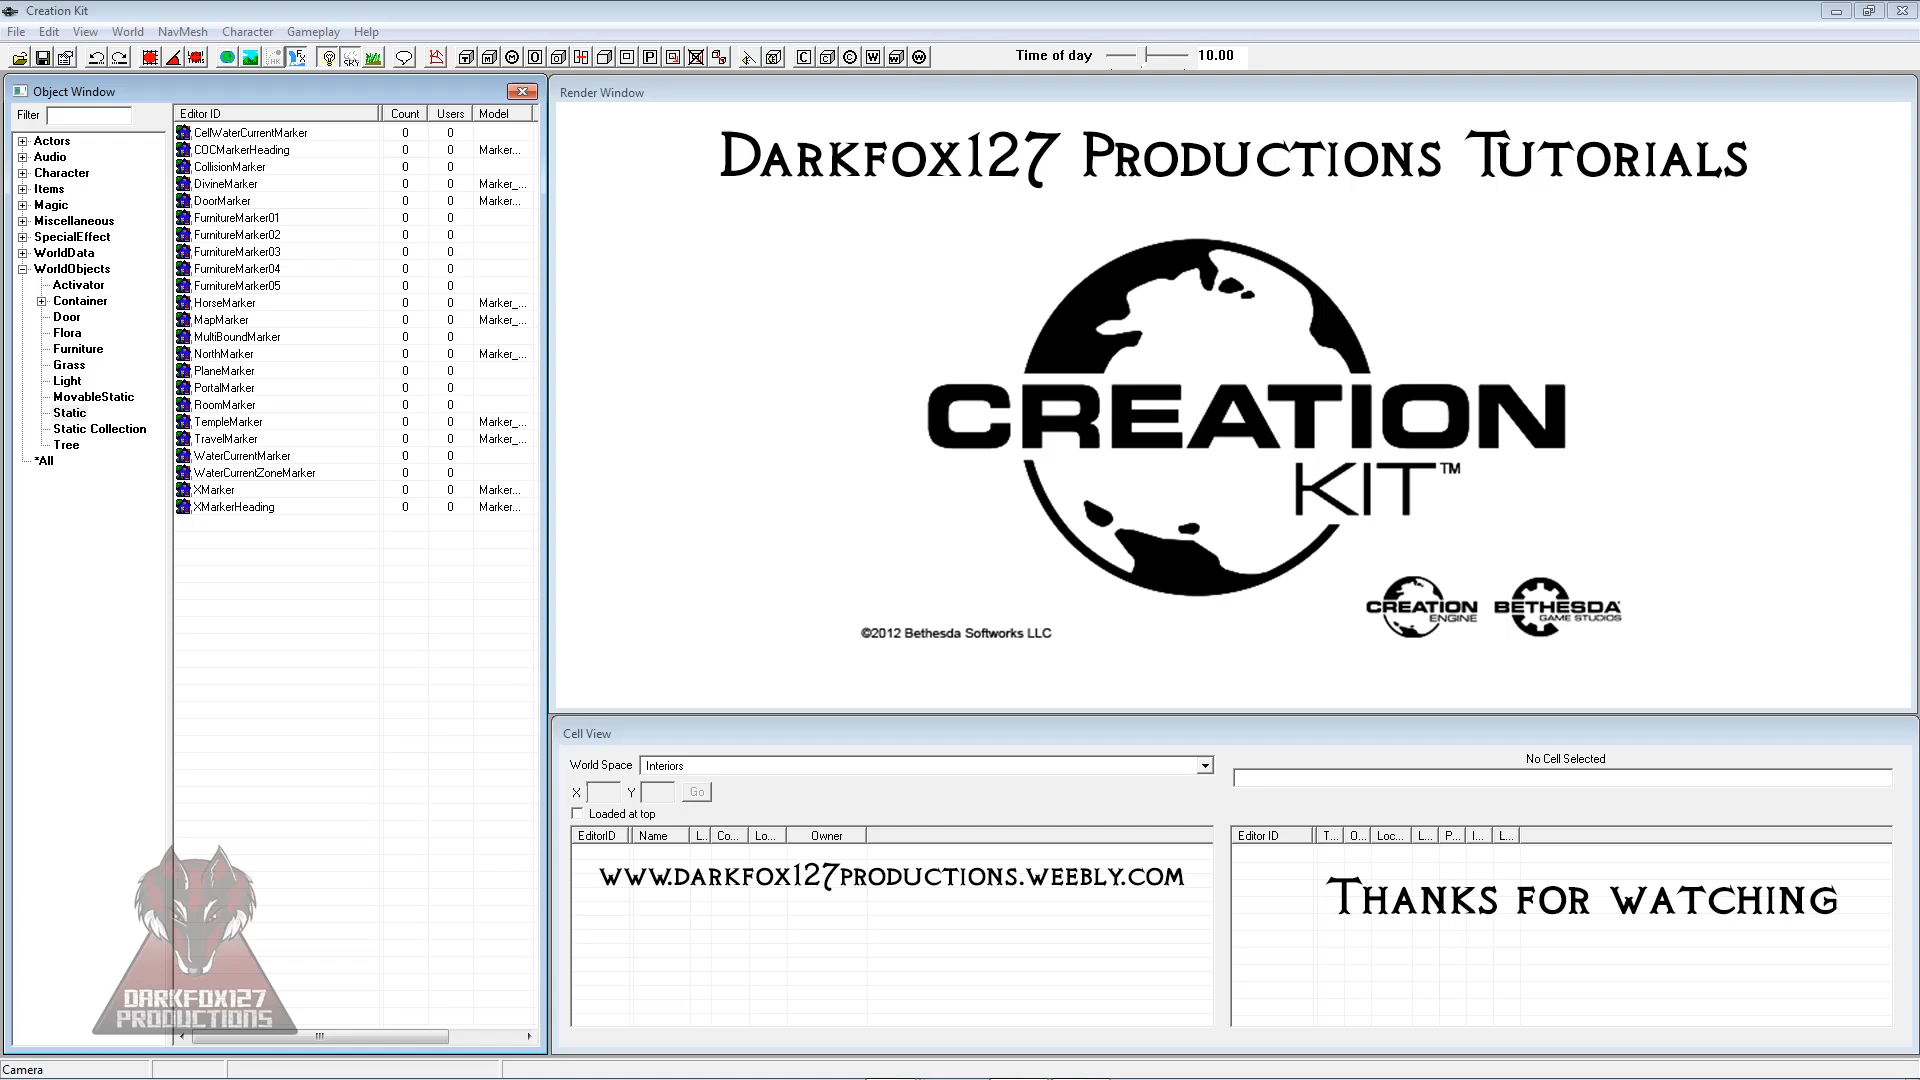 Creation Kit
File Edit View World NavMesh Character Gameplay Help
Time of day 10.00
Object Window
Filter
Actors
Audio
Character
Items
Magic
Miscellaneous
SpecialEffect
WorldData
WorldObjects
Activator
Container
Door
Flora
Furniture
Grass
Light
MovableStatic
Static
Static Collection
Tree
*All
Editor ID Count Users Model
CellWaterCurrentMarker 0 0
COCMarkerHeading 0 0 Marker...
CollisionMarker 0 0
DivineMarker 0 0 Marker_...
DoorMarker 0 0 Marker...
FurnitureMarker01 0 0
FurnitureMarker02 0 0
FurnitureMarker03 0 0
FurnitureMarker04 0 0
FurnitureMarker05 0 0
HorseMarker 0 0 Marker_...
MapMarker 0 0 Marker_...
MultiBoundMarker 0 0
NorthMarker 0 0 Marker_...
PlaneMarker 0 0
PortalMarker 0 0
RoomMarker 0 0
TempleMarker 0 0 Marker_...
TravelMarker 0 0 Marker_...
WaterCurrentMarker 0 0
WaterCurrentZoneMarker 0 0
XMarker 0 0 Marker...
XMarkerHeading 0 0 Marker...
DARKFOX127
PRODUCTIONS
Render Window
Darkfox127 Productions Tutorials
CREATION
KIT™
CREATION
ENGINE
BETHESDA
GAME STUDIOS
©2012 Bethesda Softworks LLC
Cell View
World Space Interiors
X Y Go
Loaded at top
EditorID Name L.. Co... Lo... Owner
www.darkfox127productions.weebly.com
No Cell Selected
Editor ID T... O... Loc... L... P... I... L...
Thanks for watching
Camera